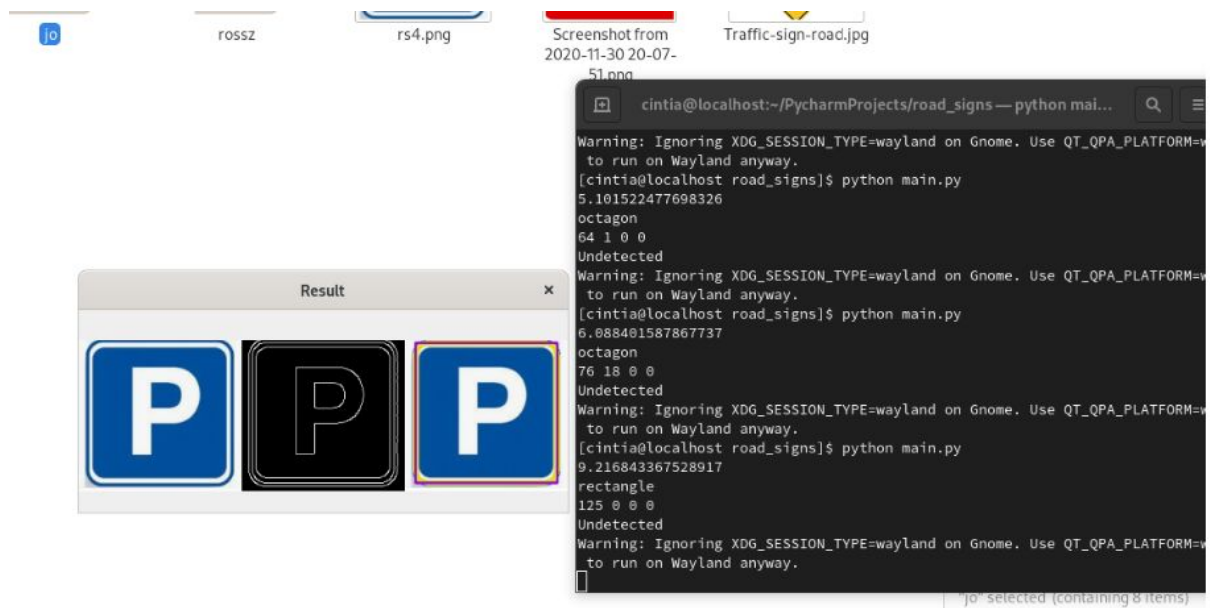 jo
rossz
rs4.png
Screenshot from
2020-11-30 20-07-
51.png
Traffic-sign-road.jpg
cintia@localhost:~/PycharmProjects/road_signs — python mai...
Warning: Ignoring XDG_SESSION_TYPE=wayland on Gnome. Use QT_QPA_PLATFORM=w
to run on Wayland anyway.
[cintia@localhost road_signs]$ python main.py
5.101522477698326
octagon
64 1 0 0
Undetected
Warning: Ignoring XDG_SESSION_TYPE=wayland on Gnome. Use QT_QPA_PLATFORM=w
to run on Wayland anyway.
[cintia@localhost road_signs]$ python main.py
6.088401587867737
octagon
76 18 0 0
Undetected
Warning: Ignoring XDG_SESSION_TYPE=wayland on Gnome. Use QT_QPA_PLATFORM=w
to run on Wayland anyway.
[cintia@localhost road_signs]$ python main.py
9.216843367528917
rectangle
125 0 0 0
Undetected
Warning: Ignoring XDG_SESSION_TYPE=wayland on Gnome. Use QT_QPA_PLATFORM=w
to run on Wayland anyway.
Result ×
P P P
"jo" selected (containing 8 items)